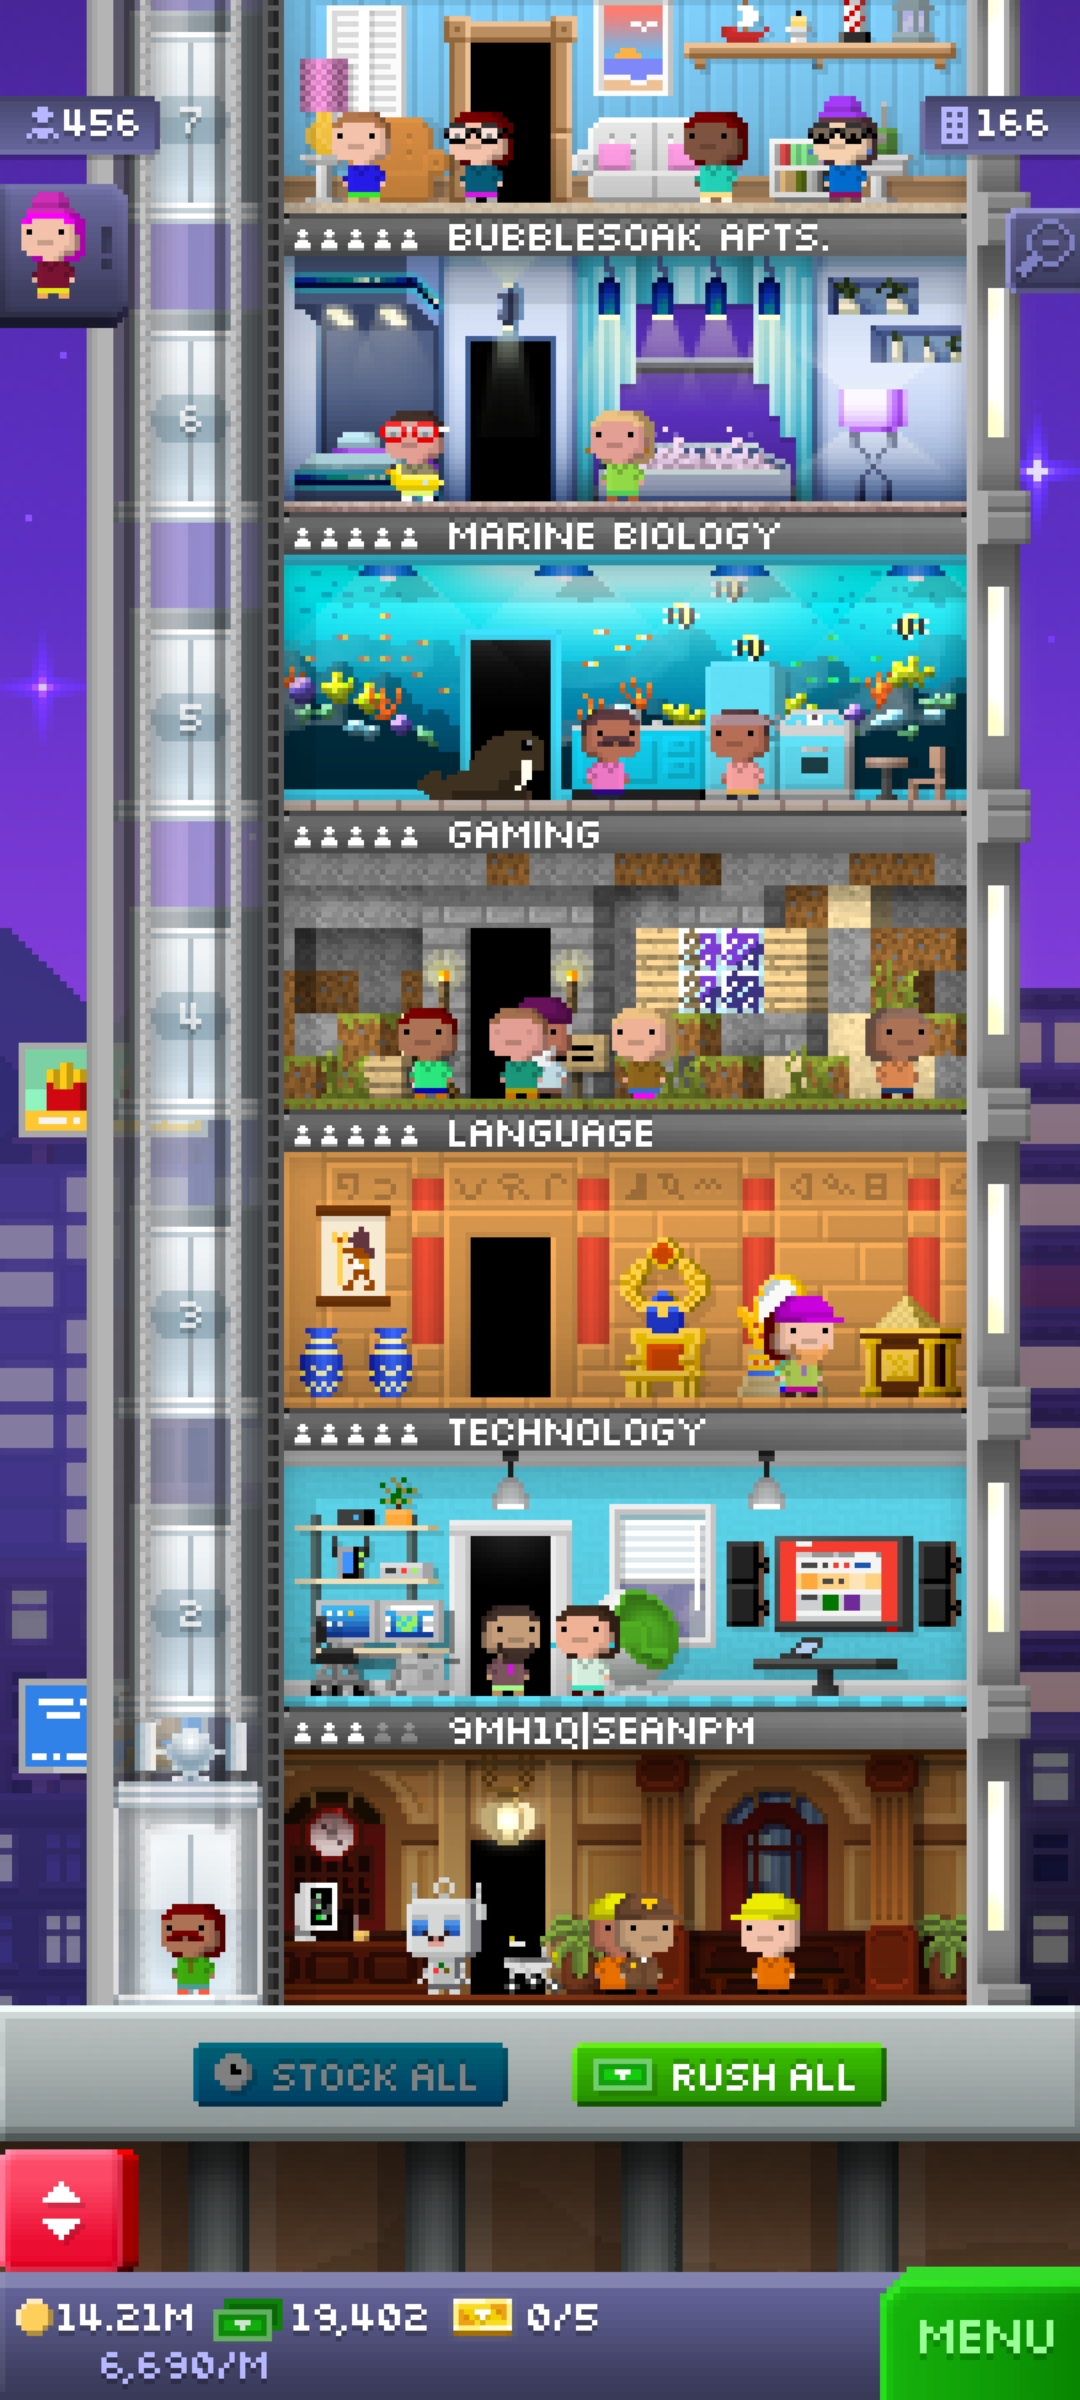 7
456
166
!
BUBBLESOAK APTS.
6
MARINE BIOLOGY
5
GAMING
4
LANGUAGE
3
TECHNOLOGY
2
9MH1Q|SEANPM
STOCK ALL
RUSH ALL
14.21M
19,402
0/5
6,690/M
MENU